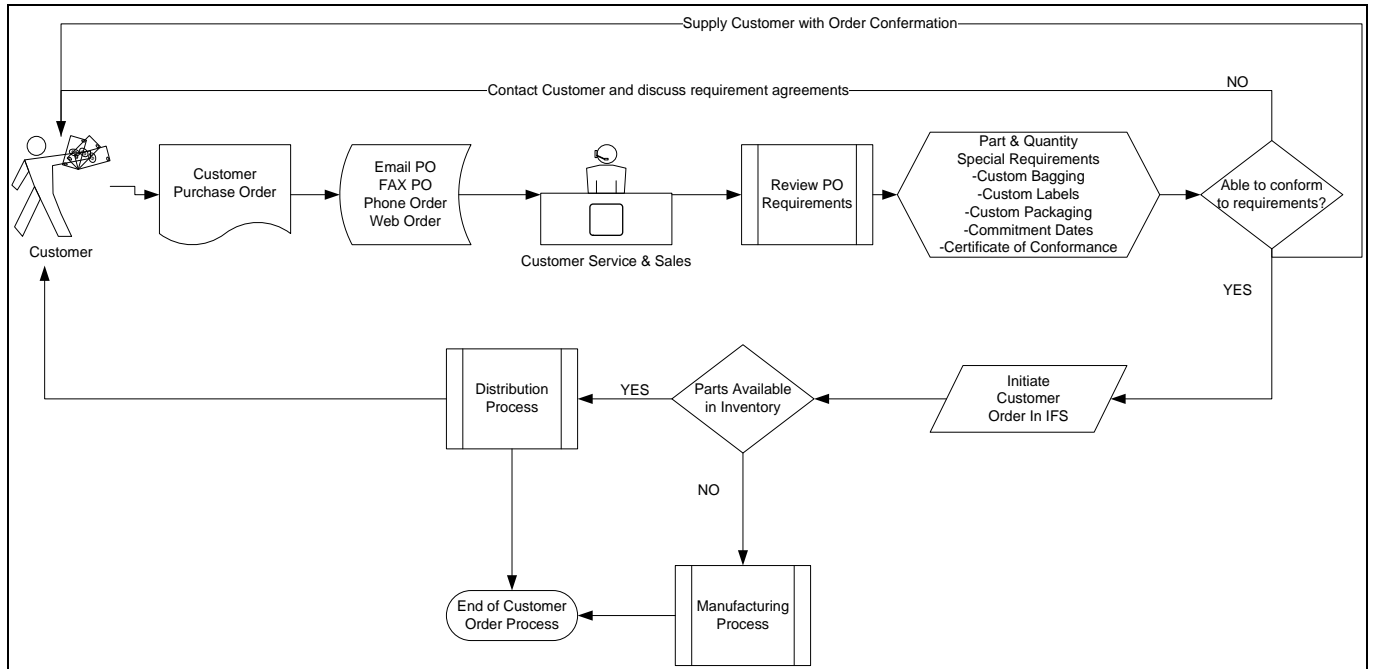 Supply Customer with Order Confermation
Contact Customer and discuss requirement agreements
NO
Customer
Customer
Purchase Order
Email PO
FAX PO
Phone Order
Web Order
Customer Service & Sales
Review PO
Requirements
Part & Quantity
Special Requirements
-Custom Bagging
-Custom Labels
-Custom Packaging
-Commitment Dates
-Certificate of Conformance
Able to conform
to requirements?
YES
Initiate
Customer
Order In IFS
Parts Available
in Inventory
YES
Distribution
Process
NO
Manufacturing
Process
End of Customer
Order Process